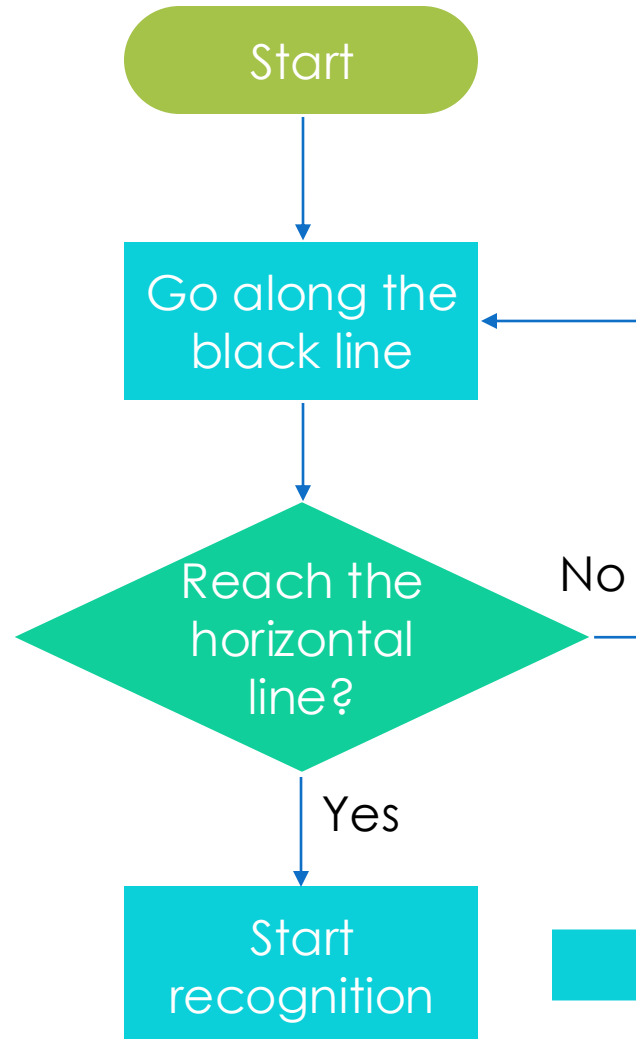 Start
Go along the
black line
Reach the
horizontal
line?
No
Yes
Start
recognition